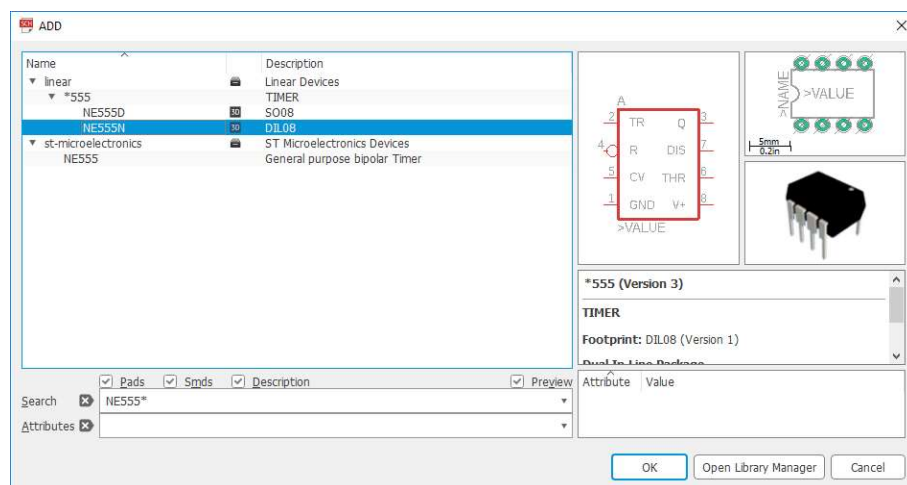 ADD
Name Description
linear Linear Devices
*555 TIMER
NE555D 3D SO08
NE555N 3D DIL08
st-microelectronics ST Microelectronics Devices
NE555 General purpose bipolar Timer
Pads Smds Description Preview
Search NE555*
Attributes
A
2 TR Q 3
4 R DIS 7
5 CV THR 6
1 GND V+ 8
>VALUE
>NAME
>VALUE
5mm
0.2in
*555 (Version 3)
TIMER
Footprint: DIL08 (Version 1)
Dual In Line Package
Attribute Value
OK Open Library Manager Cancel